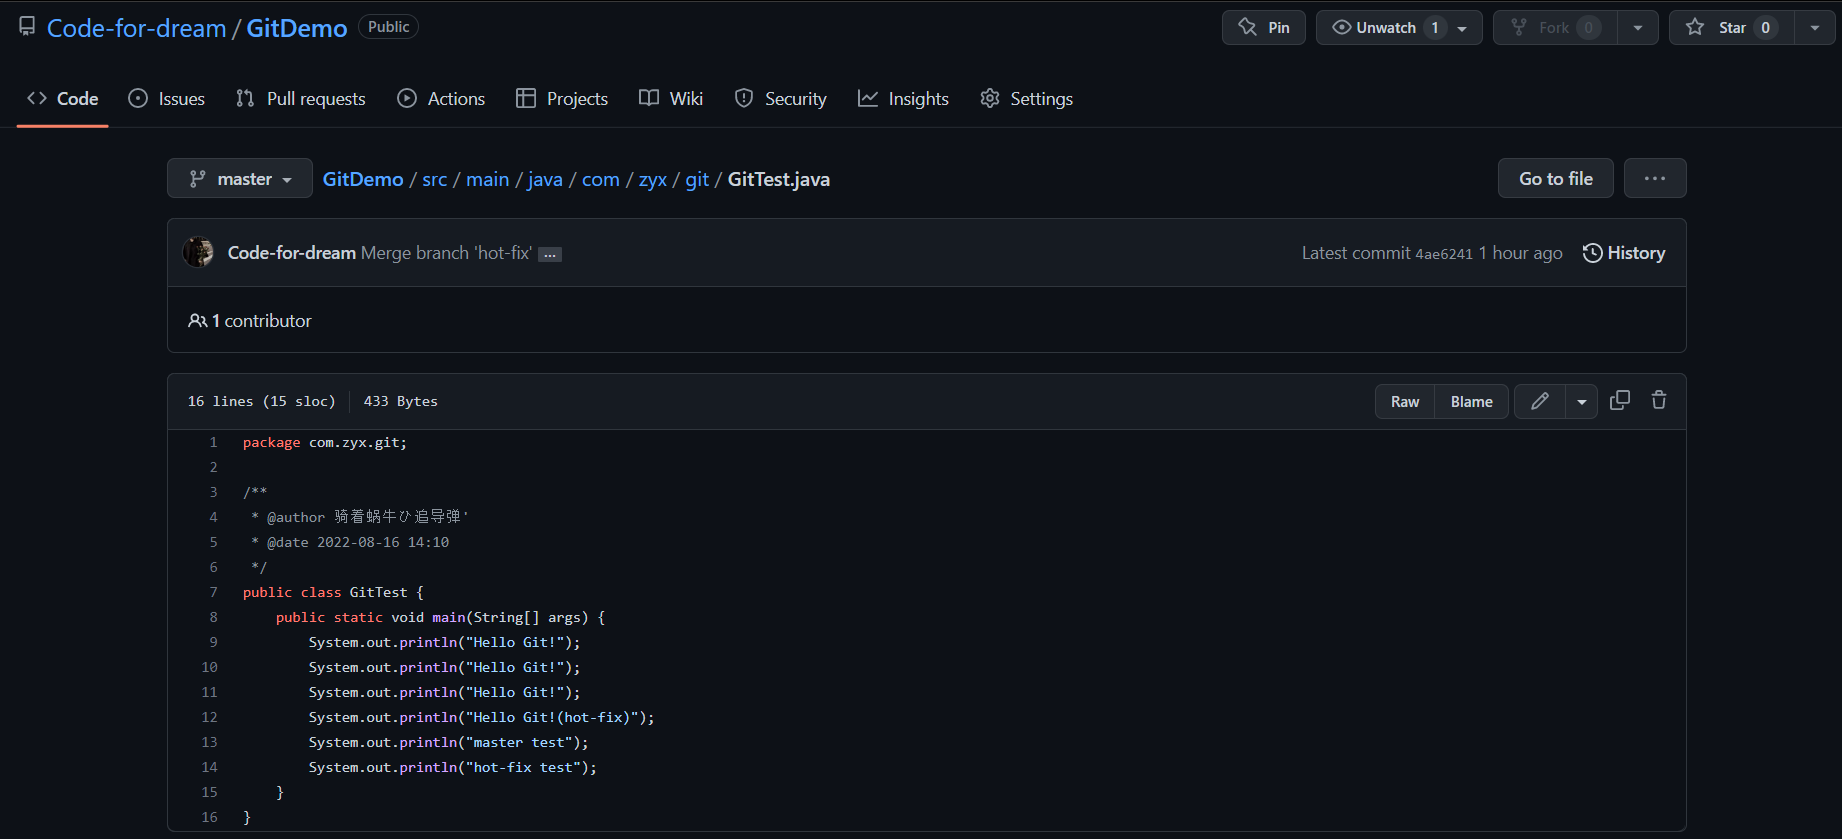 Code-for-dream / GitDemo Public Pin Unwatch 1 Fork 0 Star 0
Code Issues Pull requests Actions Projects Wiki Security Insights Settings
master GitDemo / src / main / java / com / zyx / git / GitTest.java Go to file ...
Code-for-dream Merge branch 'hot-fix' ... Latest commit 4ae6241 1 hour ago History
1 contributor
16 lines (15 sloc) 433 Bytes Raw Blame
1 package com.zyx.git;
2
3 /**
4  * @author 骑着蜗牛ひ追导弹'
5  * @date 2022-08-16 14:10
6  */
7 public class GitTest {
8     public static void main(String[] args) {
9         System.out.println("Hello Git!");
10         System.out.println("Hello Git!");
11         System.out.println("Hello Git!");
12         System.out.println("Hello Git!(hot-fix)");
13         System.out.println("master test");
14         System.out.println("hot-fix test");
15     }
16 }